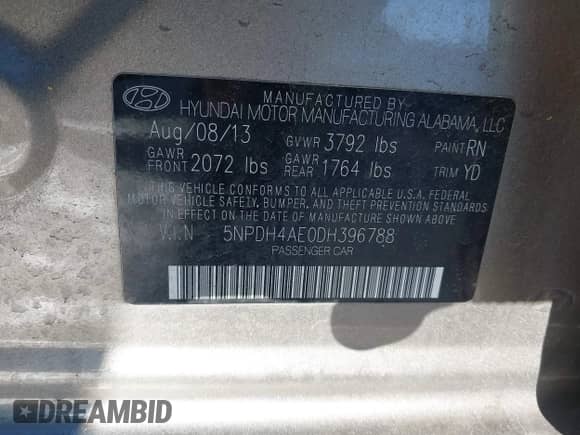 MANUFACTURED BY
HYUNDAI MOTOR MANUFACTURING ALABAMA, LLC
Aug/08/13 GVWR 3792 lbs PAINT RN
GAWR FRONT 2072 lbs GAWR REAR 1764 lbs TRIM YD
THIS VEHICLE CONFORMS TO ALL APPLICABLE U.S.A. FEDERAL
MOTOR VEHICLE SAFETY, BUMPER, AND THEFT PREVENTION STANDARDS
IN EFFECT ON THE DATE OF MANUFACTURE SHOWN ABOVE
V.I.N 5NPDH4AE0DH396788
PASSENGER CAR
DREAMBID